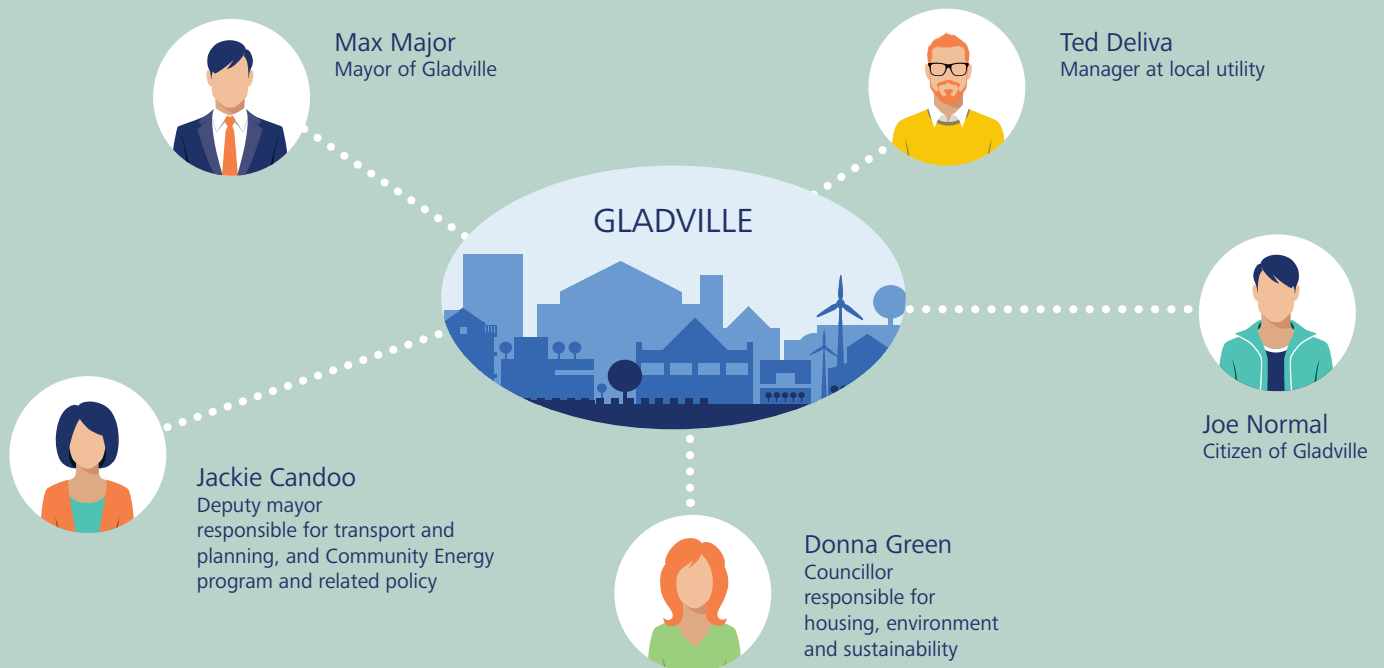 Max Major
Mayor of Gladville
Ted Deliva
Manager at local utility
GLADVILLE
Joe Normal
Citizen of Gladville
Jackie Candoo
Deputy mayor
responsible for transport and
planning, and Community Energy
program and related policy
Donna Green
Councillor
responsible for
housing, environment
and sustainability